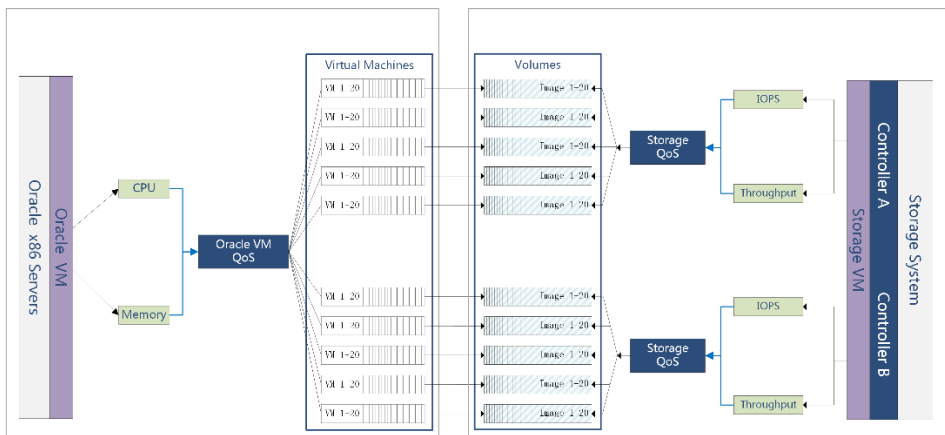 Oracle x86 Servers
Oracle VM
CPU
Memory
Oracle VM
QoS
Virtual Machines
VM 1-20
VM 1-20
VM 1-20
VM 1-20
VM 1-20
VM 1-20
VM 1-20
VM 1-20
VM 1-20
VM 1-20
Volumes
Image 1-20
Image 1-20
Image 1-20
Image 1-20
Image 1-20
Image 1-20
Image 1-20
Image 1-20
Image 1-20
Image 1-20
Storage
QoS
Storage
QoS
IOPS
Throughput
IOPS
Throughput
Storage VM
Controller A
Controller B
Storage System